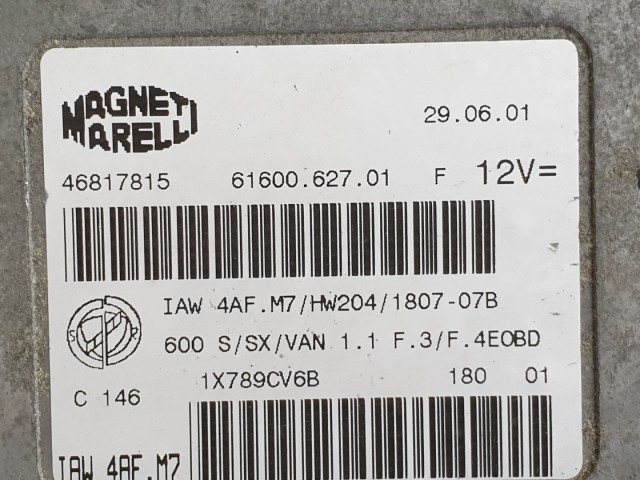 MAGNETI
MARELLI
29.06.01
46817815 61600.627.01 F 12V=
IAW 4AF.M7/HW204/1807-07B
S R
600 S/SX/VAN 1.1 F.3/F.4EOBD
C 146 1X789CV6B 180 01
IAW 4AF.M7